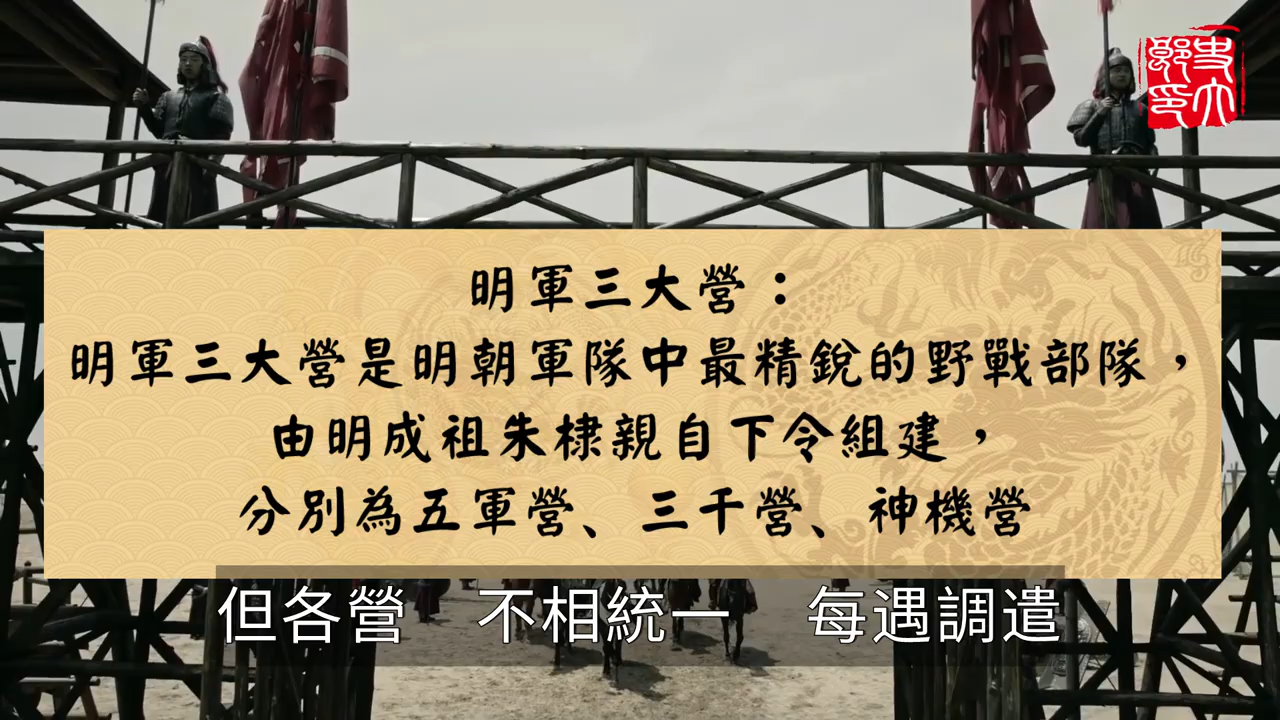 明軍三大營：
明軍三大營是明朝軍隊中最精銳的野戰部隊，
由明成祖朱棣親自下令組建，
分別為五軍營、三千營、神機營
但各營 不相統一 每遇調遣